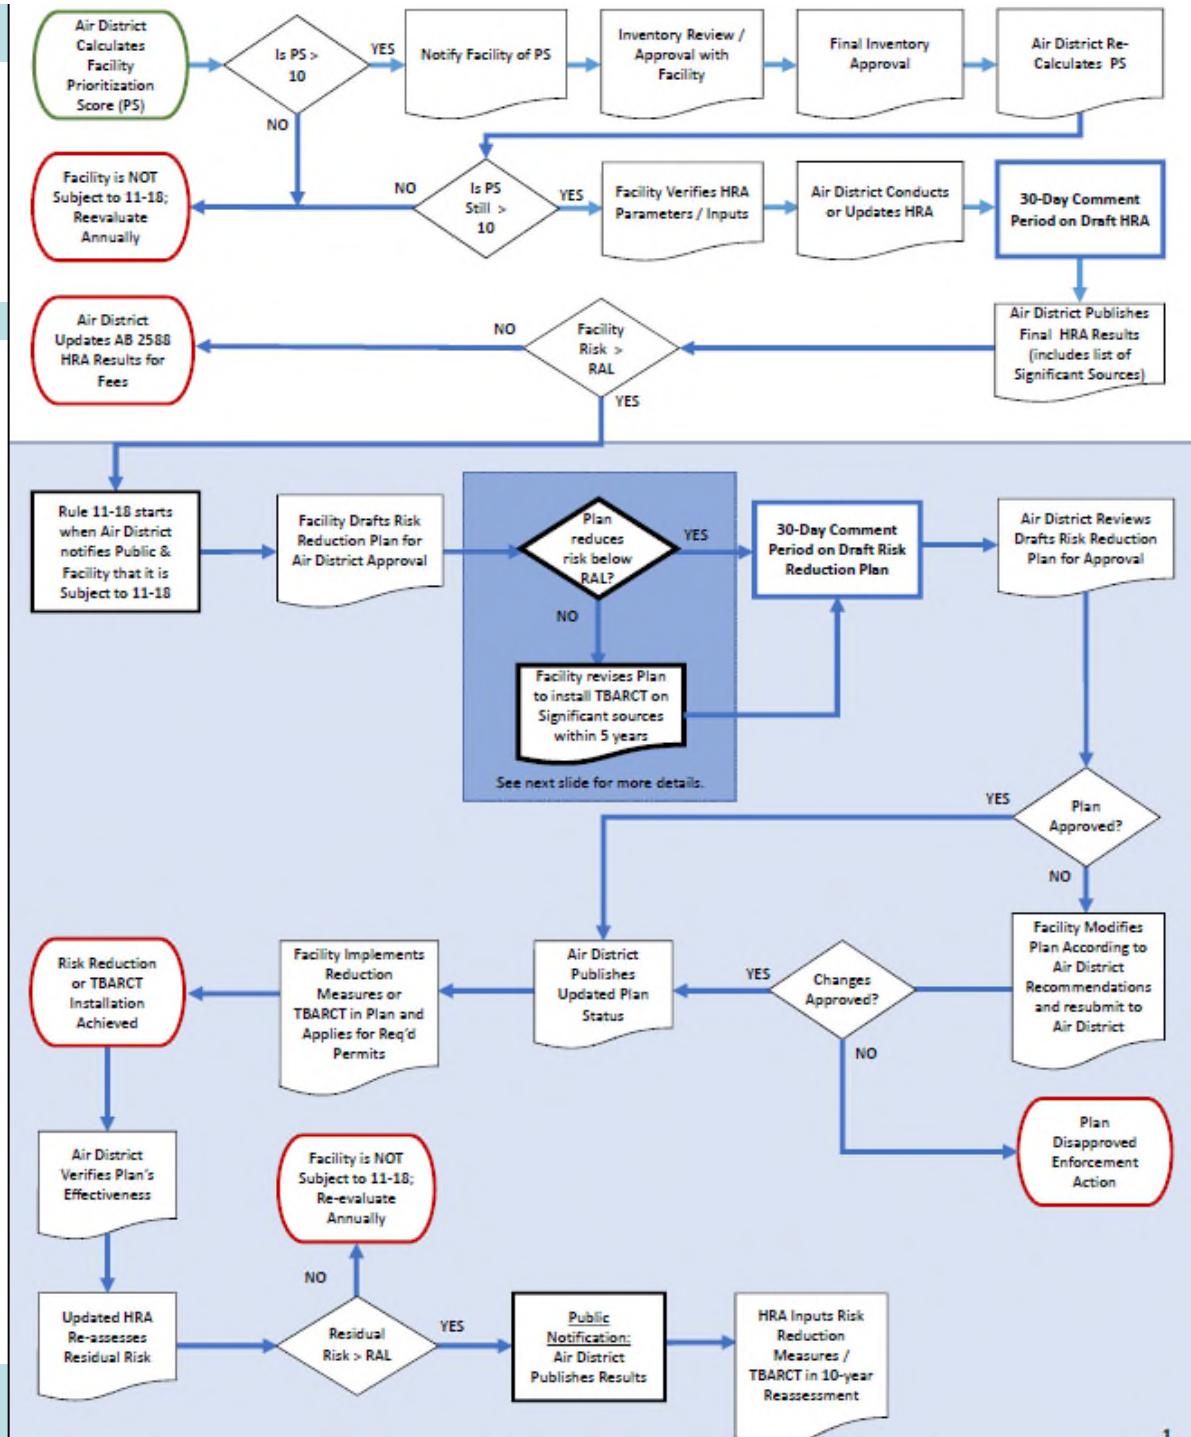 Air District
Calculates
Facility
Prioritization
Score (PS)
Is PS >
10
YES
NO
Notify Facility of PS
Inventory Review /
Approval with
Facility
Final Inventory
Approval
Air District Re-
Calculates PS
Facility is NOT
Subject to 11-18;
Reevaluate
Annually
NO
Is PS
Still >
10
YES
Facility Verifies HRA
Parameters / Inputs
Air District Conducts
or Updates HRA
30-Day Comment
Period on Draft HRA
Air District
Updates AB 2588
HRA Results for
Fees
NO
Facility
Risk >
RAL
YES
Air District Publishes
Final HRA Results
(includes list of
Significant Sources)
Rule 11-18 starts
when Air District
notifies Public &
Facility that it is
Subject to 11-18
Facility Drafts Risk
Reduction Plan for
Air District Approval
Plan
reduces
risk below
RAL?
YES
NO
30-Day Comment
Period on Draft Risk
Reduction Plan
Air District Reviews
Drafts Risk Reduction
Plan for Approval
Facility revises Plan
to install TBARCT on
Significant sources
within 5 years
See next slide for more details.
YES
Plan
Approved?
NO
Risk Reduction
or TBARCT
Installation
Achieved
Facility Implements
Reduction
Measures or
TBARCT in Plan and
Applies for Req'd
Permits
Air District
Publishes
Updated Plan
Status
YES
Changes
Approved?
NO
Facility Modifies
Plan According to
Air District
Recommendations
and resubmit to
Air District
Plan
Disapproved
Enforcement
Action
Air District
Verifies Plan's
Effectiveness
Facility is NOT
Subject to 11-18;
Re-evaluate
Annually
NO
Updated HRA
Re-assesses
Residual Risk
Residual
Risk > RAL
YES
Public
Notification:
Air District
Publishes Results
HRA Inputs Risk
Reduction
Measures /
TBARCT in 10-year
Reassessment
1